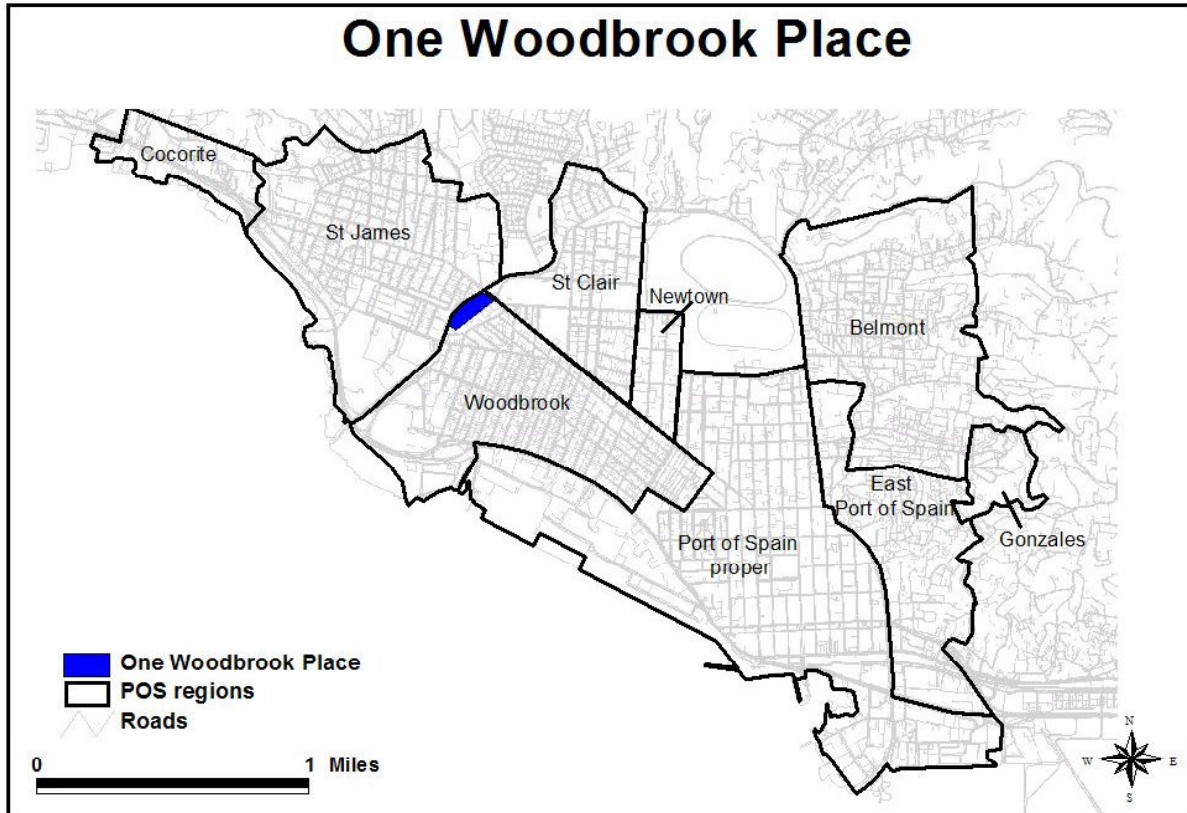 One Woodbrook Place
Cocorite
St James
St Clair
Newtown
Belmont
Woodbrook
East
Port of Spain
Gonzales
Port of Spain
proper
One Woodbrook Place
POS regions
Roads
0 1 Miles
N
W E
S